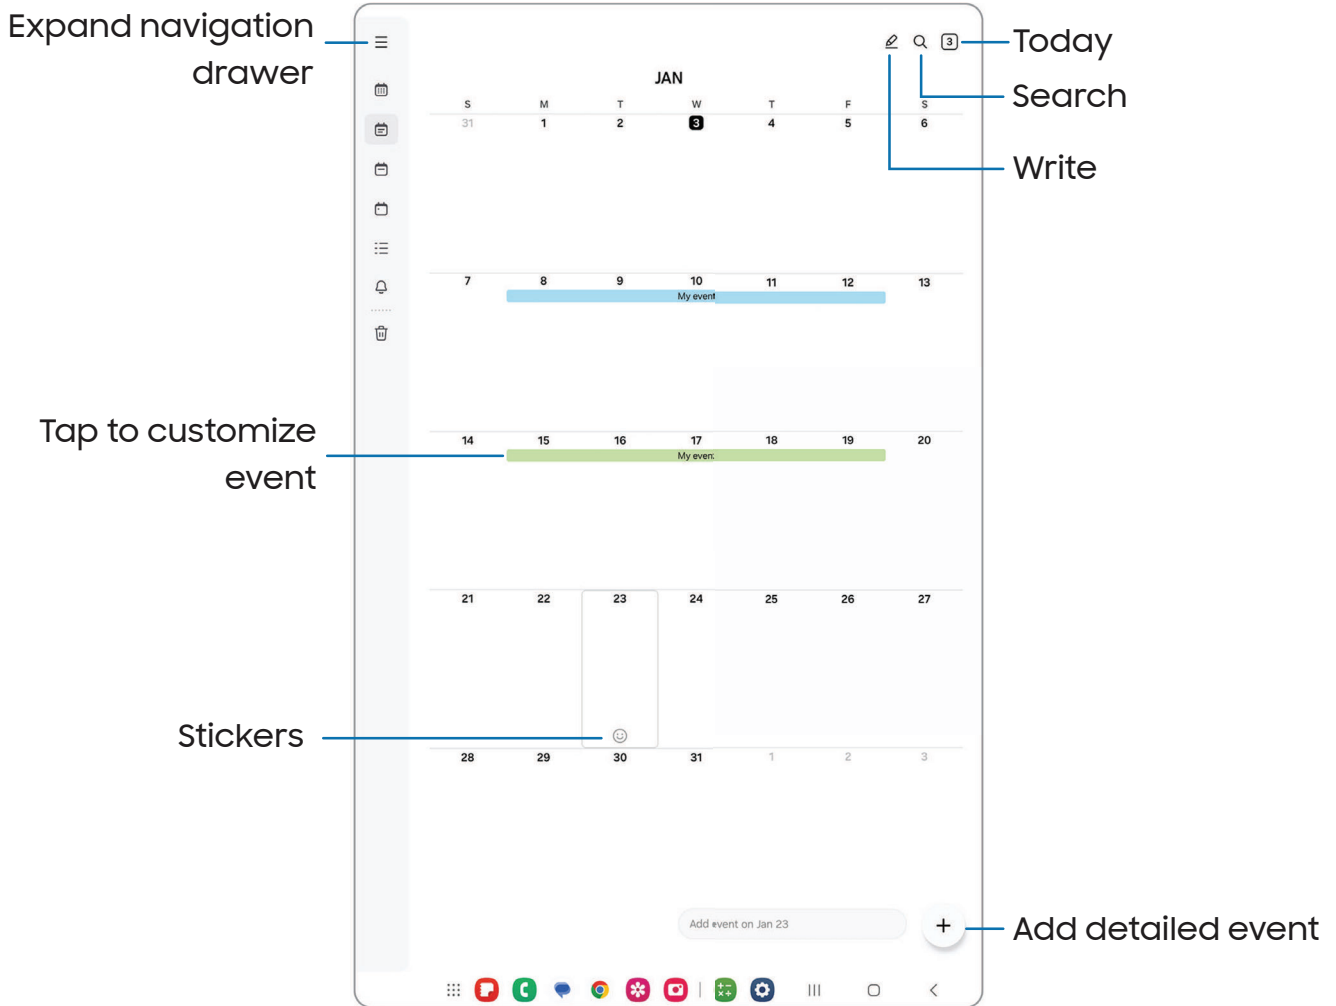 Expand navigation
drawer
3
Today
JAN
Search
S M T W T F S
31 1 2 3 4 5 6
Write
7 8 9 10 11 12 13
My event
Tap to customize
event
14 15 16 17 18 19 20
My event
21 22 23 24 25 26 27
Stickers
28 29 30 31 1 2 3
Add event on Jan 23
+
Add detailed event